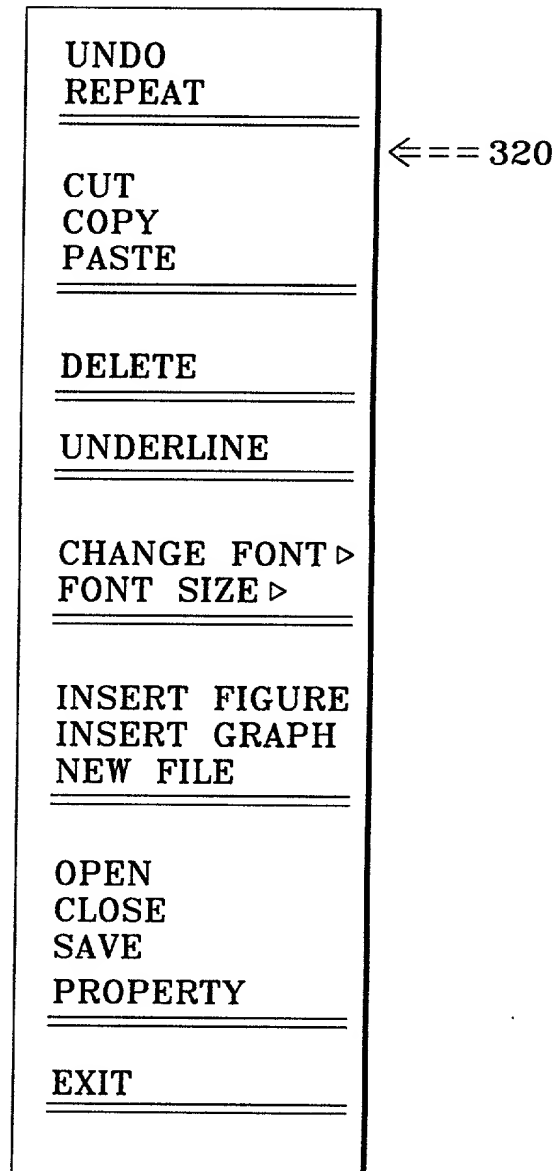 UNDO
REPEAT
⇐==320
CUT
COPY
PASTE
DELETE
UNDERLINE
CHANGE FONT ▷
FONT SIZE ▷
INSERT FIGURE
INSERT GRAPH
NEW FILE
OPEN
CLOSE
SAVE
PROPERTY
EXIT